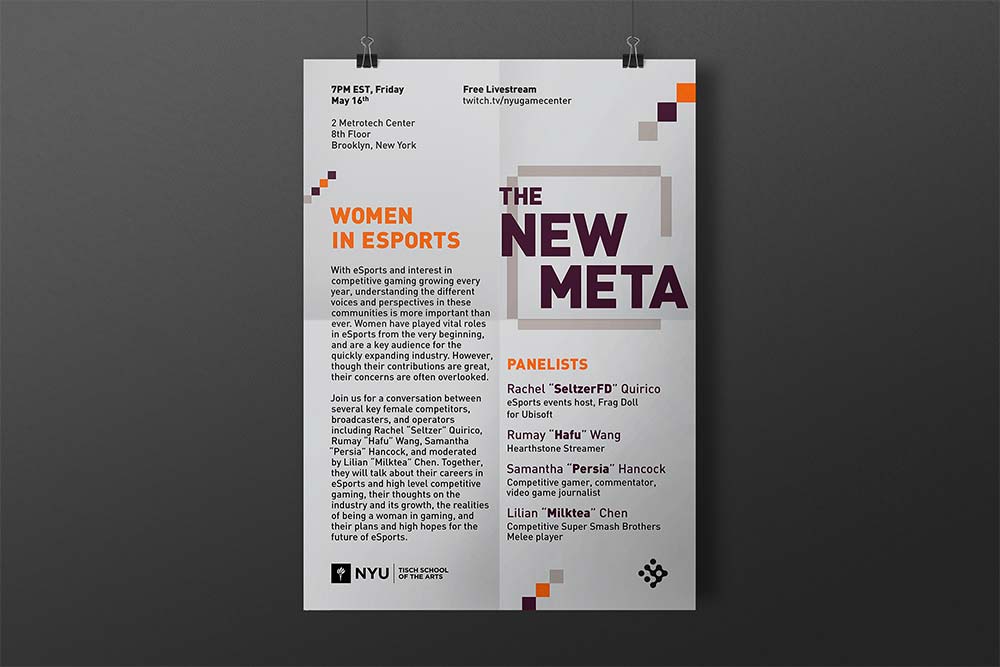 7PM EST, Friday
May 16th
2 Metrotech Center
8th Floor
Brooklyn, New York
Free Livestream
twitch.tv/nyugamecenter
WOMEN
IN ESPORTS
With eSports and interest in
competitive gaming growing every
year, understanding the different
voices and perspectives in these
communities is more important than
ever. Women have played vital roles
in eSports from the very beginning,
and are a key audience for the
quickly expanding industry. However,
though their contributions are great,
their concerns are often overlooked.
Join us for a conversation between
several key female competitors,
broadcasters, and operators
including Rachel “Seltzer” Quirico,
Rumay “Hafu” Wang, Samantha
“Persia” Hancock, and moderated
by Lilian “Milktea” Chen. Together,
they will talk about their careers in
eSports and high level competitive
gaming, their thoughts on the
industry and its growth, the realities
of being a woman in gaming, and
their plans and high hopes for the
future of eSports.
NYU
TISCH SCHOOL
OF THE ARTS
THE
NEW
META
PANELISTS
Rachel “SeltzerFD” Quirico
eSports events host, Frag Doll
for Ubisoft
Rumay “Hafu” Wang
Hearthstone Streamer
Samantha “Persia” Hancock
Competitive gamer, commentator,
video game journalist
Lilian “Milktea” Chen
Competitive Super Smash Brothers
Melee player